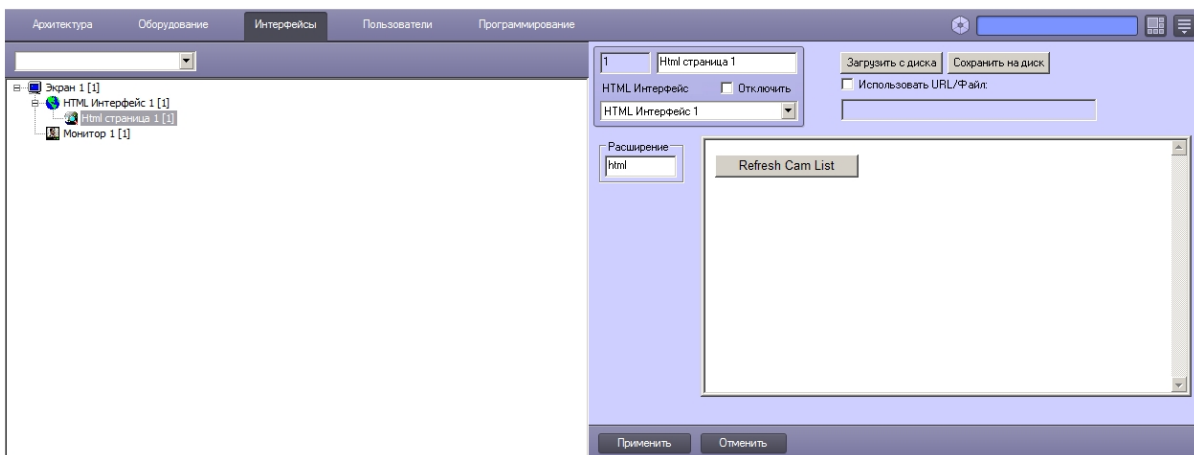 Архитектура
Оборудование
Интерфейсы
Пользователи
Программирование
Экран 1 [1]
HTML Интерфейс 1 [1]
Html страница 1 [1]
Монитор 1 [1]
1
Html страница 1
HTML Интерфейс
Отключить
HTML Интерфейс 1
Загрузить с диска
Сохранить на диск
Использовать URL/Файл:
Расширение
html
Refresh Cam List
Применить
Отменить